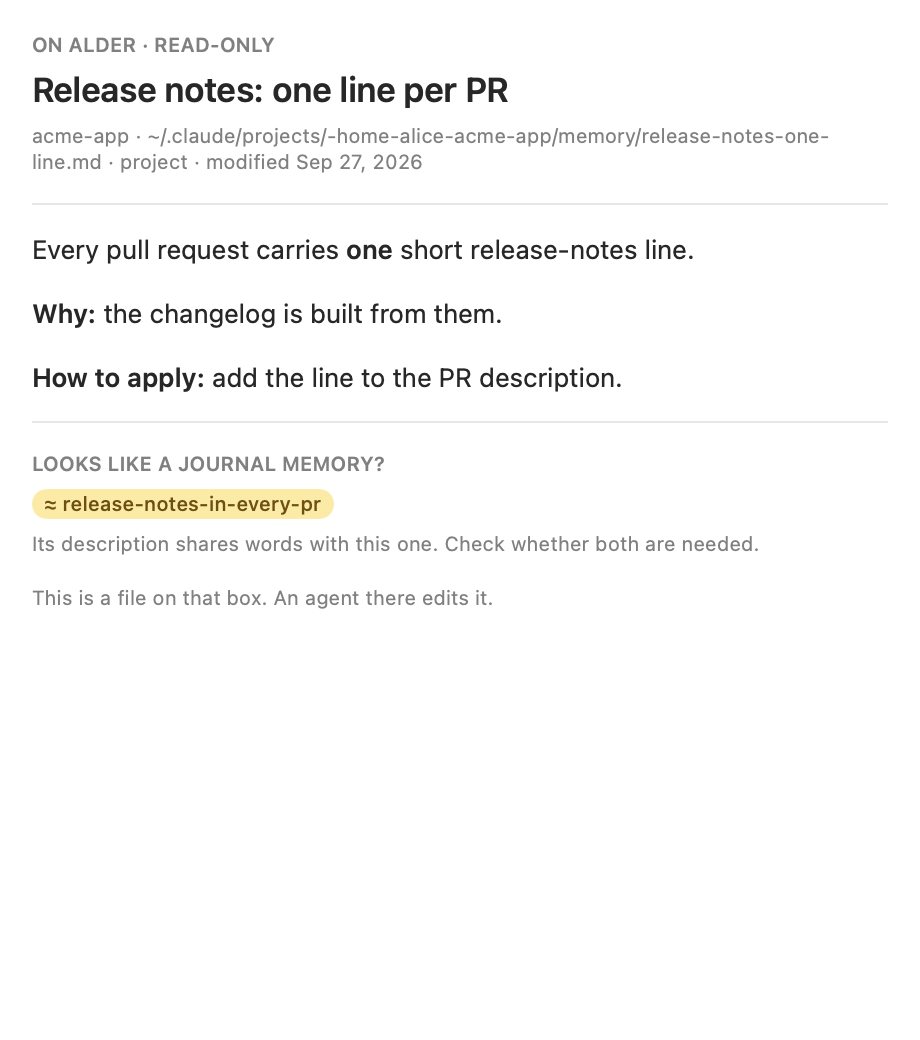 ON ALDER · READ-ONLY
Release notes: one line per PR
acme-app · ~/.claude/projects/-home-alice-acme-app/memory/release-notes-one-
line.md · project · modified Sep 27, 2026
Every pull request carries one short release-notes line.
Why: the changelog is built from them.
How to apply: add the line to the PR description.
LOOKS LIKE A JOURNAL MEMORY?
≈ release-notes-in-every-pr
Its description shares words with this one. Check whether both are needed.
This is a file on that box. An agent there edits it.